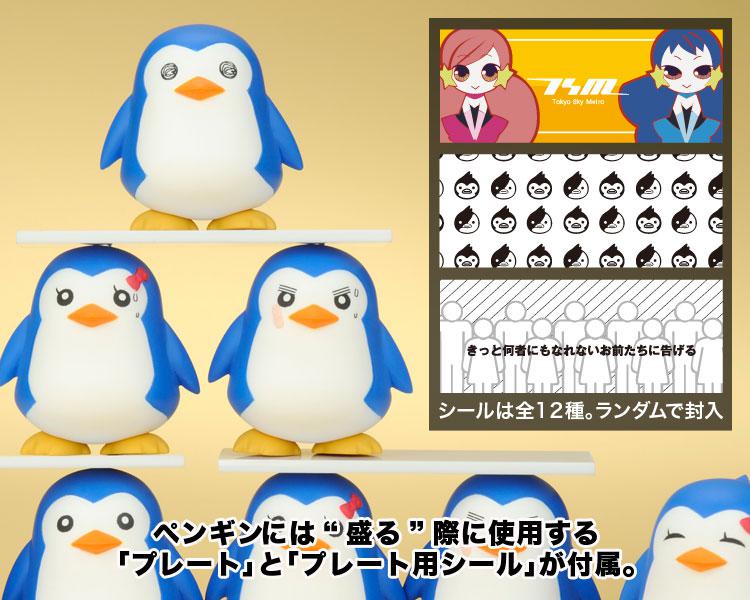 TSM
Tokyo Sky Metro
きっと何者にもなれないお前たちに告げる
シールは全12種。ランダムで封入
ペンギンには“盛る”際に使用する
「プレート」と「プレート用シール」が付属。